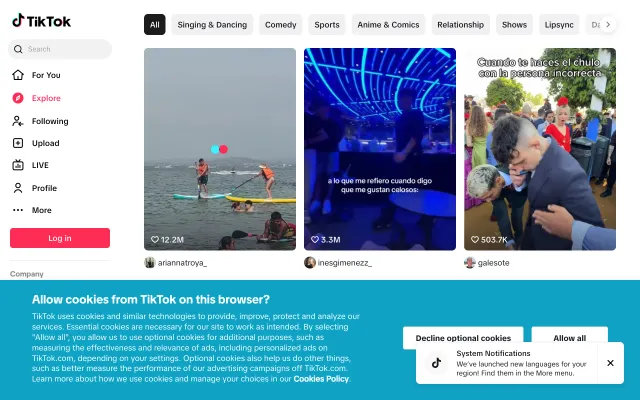 TikTok
Search
For You
Explore
Following
Upload
LIVE
Profile
More
Log in
Company
All
Singing & Dancing
Comedy
Sports
Anime & Comics
Relationship
Shows
Lipsync
12.2M
ariannatroya_
a lo que me refiero cuando digo
que me gustan celosos:
3.3M
inesgimenezz_
Cuando te haces el chulo
con la persona incorrecta
503.7K
galesote
Allow cookies from TikTok on this browser?
TikTok uses cookies and similar technologies to provide, improve, protect and analyze our
services. Essential cookies are necessary for our site to work as intended. By selecting
"Allow all", you allow us to use optional cookies for additional purposes, such as
measuring the effectiveness and relevance of ads, including personalized ads on
TikTok.com, depending on your settings. Optional cookies also help us do other things,
such as better measure the performance of our advertising campaigns off TikTok.com.
Learn more about how we use cookies and manage your choices in our Cookies Policy.
Decline optional cookies
Allow all
System Notifications
We've launched new languages for your
region! Find them in the More menu.